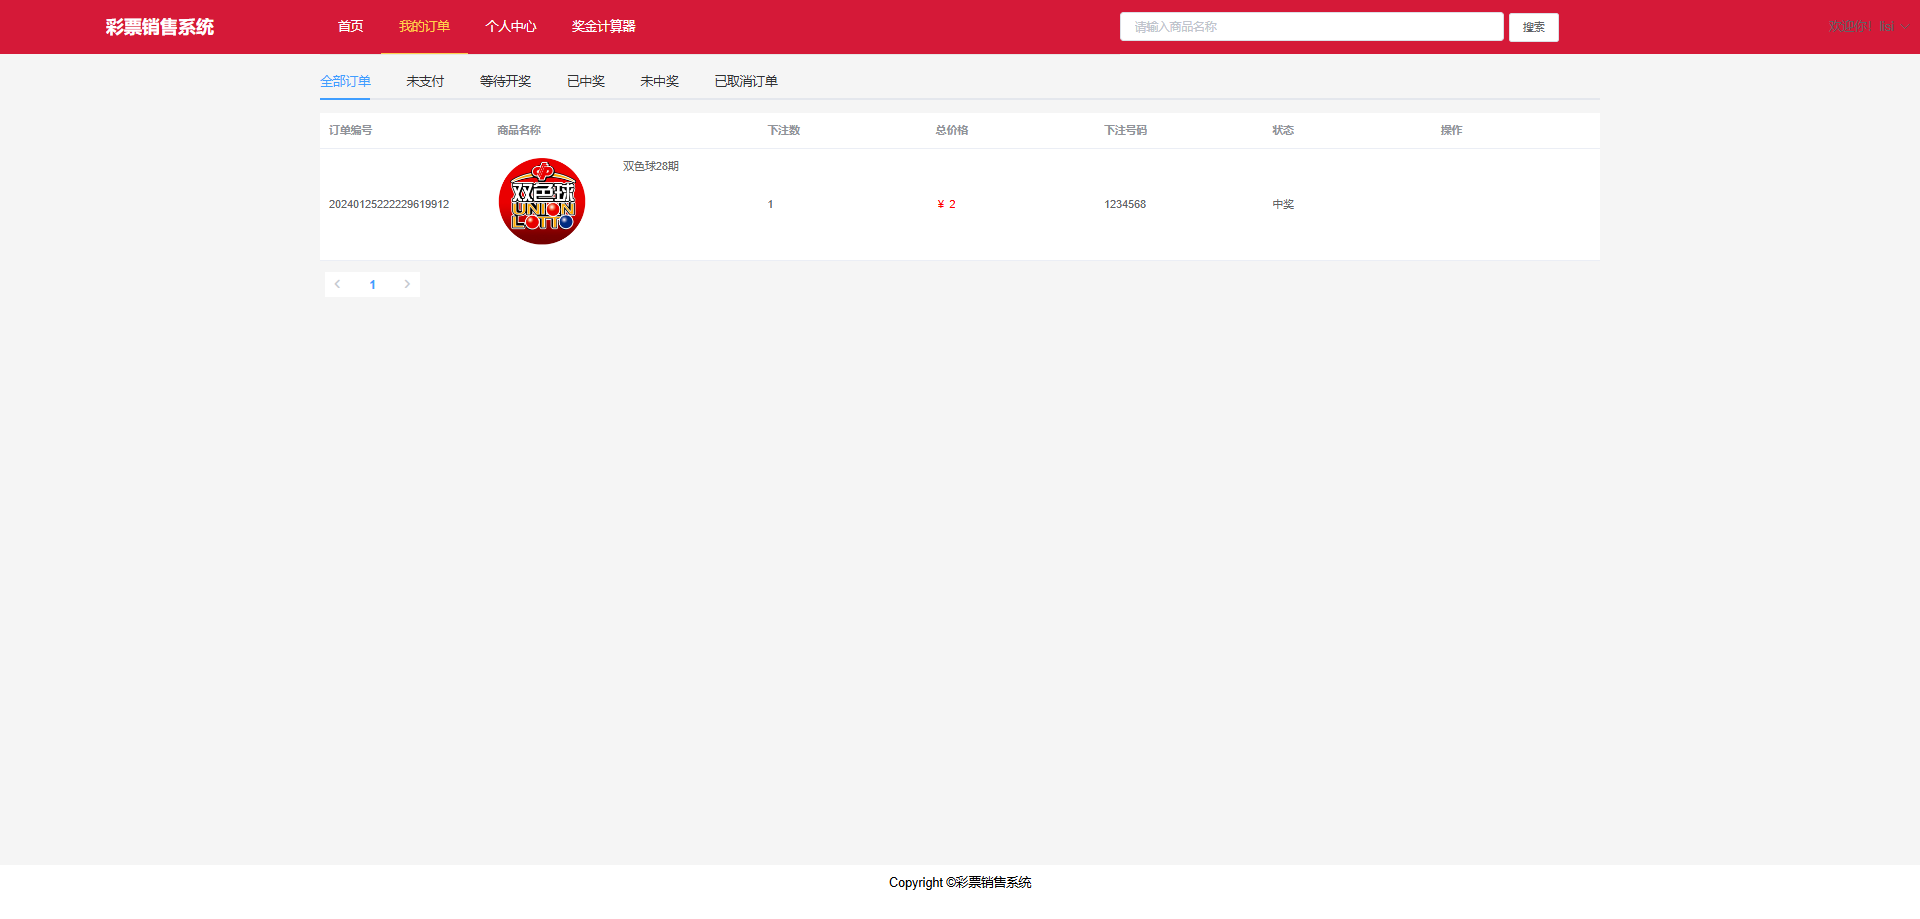 彩票销售系统 首页 我的订单 个人中心 奖金计算器 请输入商品名称 搜索 欢迎你！
全部订单 未支付 等待开奖 已中奖 未中奖 已取消订单
订单编号 商品名称 下注数 总价格 下注号码 状态 操作
双色球28期
双色球
UNION
LOTTO
20240125222229619912 1 ¥ 2 1234568 中奖
1
Copyright ©彩票销售系统